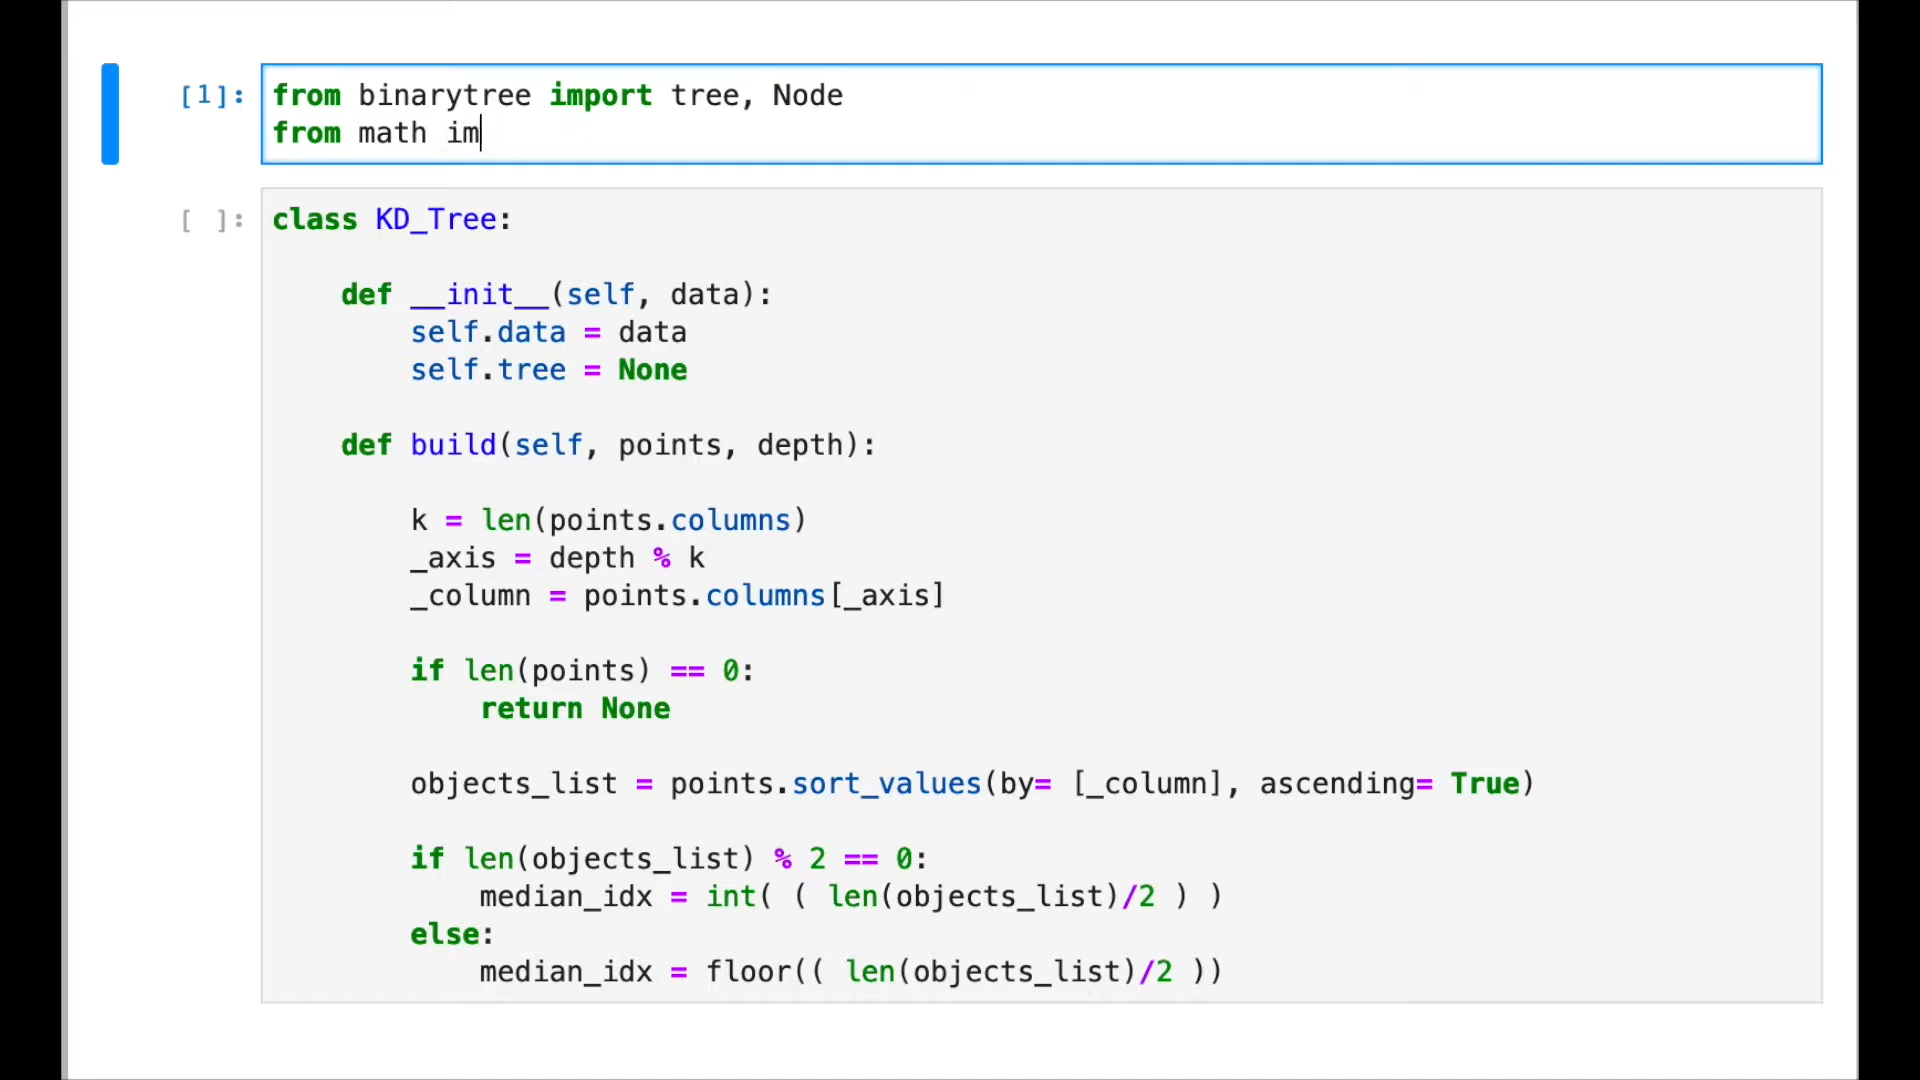 [1]: from binarytree import tree, Node
from math im
[ ]: class KD_Tree:
def __init__(self, data):
self.data = data
self.tree = None
def build(self, points, depth):
k = len(points.columns)
_axis = depth % k
_column = points.columns[_axis]
if len(points) == 0:
return None
objects_list = points.sort_values(by= [_column], ascending= True)
if len(objects_list) % 2 == 0:
median_idx = int( ( len(objects_list)/2 ) )
else:
median_idx = floor(( len(objects_list)/2 ))